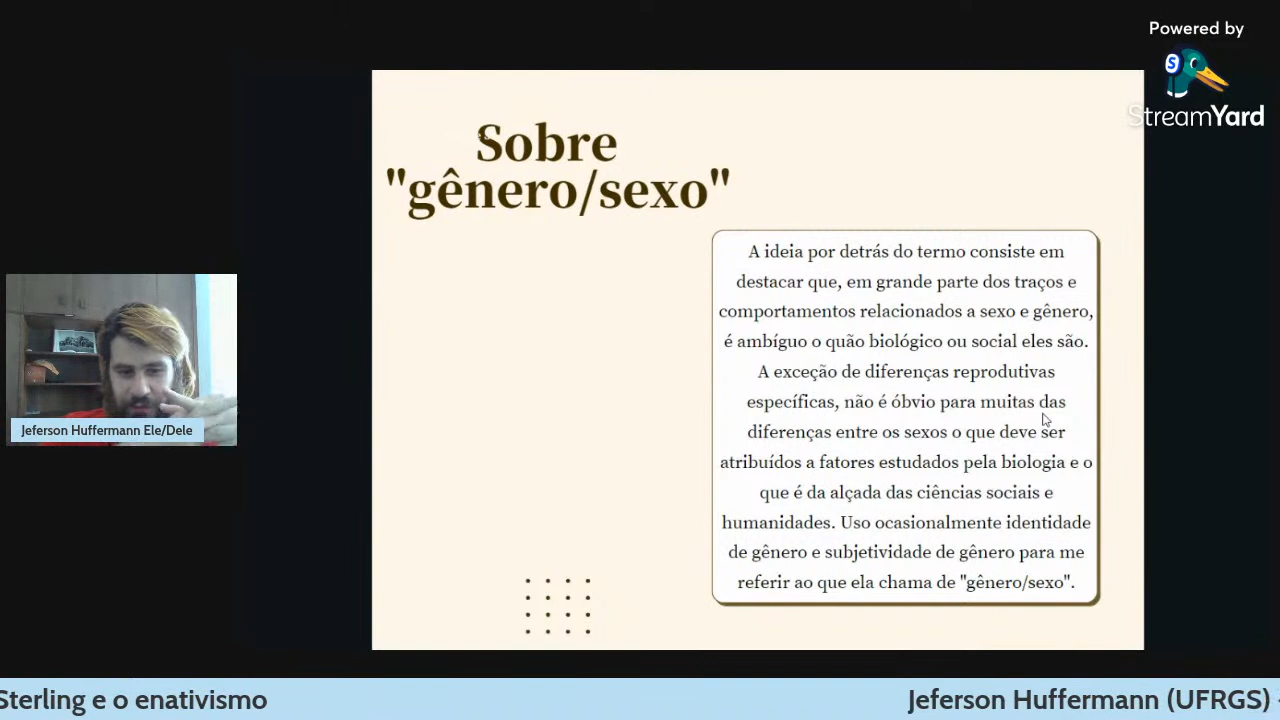 Powered by
StreamYard
Sobre
"gênero/sexo"
A ideia por detrás do termo consiste em
destacar que, em grande parte dos traços e
comportamentos relacionados a sexo e gênero,
é ambíguo o quão biológico ou social eles são.
A exceção de diferenças reprodutivas
específicas, não é óbvio para muitas das
diferenças entre os sexos o que deve ser
atribuídos a fatores estudados pela biologia e o
que é da alçada das ciências sociais e
humanidades. Uso ocasionalmente identidade
de gênero e subjetividade de gênero para me
referir ao que ela chama de "gênero/sexo".
Jeferson Huffermann Ele/Dele
Sterling e o enativismo
Jeferson Huffermann (UFRGS)